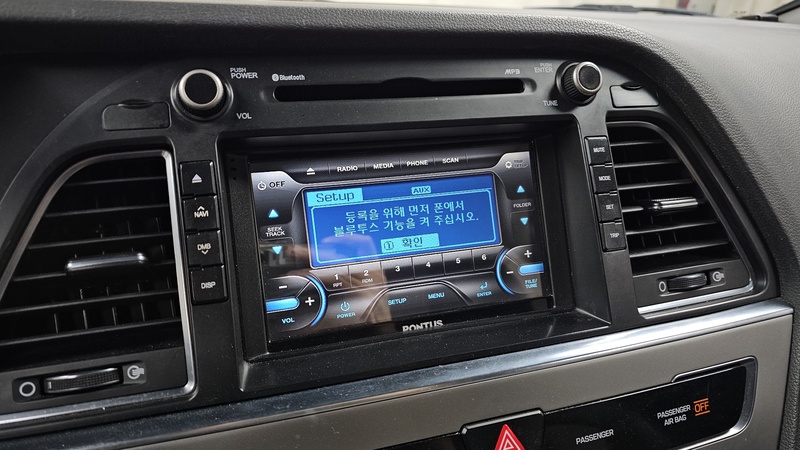 PUSH
POWER
VOL
Bluetooth
MP3
PUSH
ENTER
TUNE
NAVI
DMB
DISP
MUTE
MODE
SET
TRIP
OFF
RADIO
MEDIA
PHONE
SCAN
SEEK
TRACK
FOLDER
Setup
AUX
등록을 위해 먼저 폰에서
블루투스 기능을 켜 주십시오.
1 확인
1 2 3 4 5 6
RPT RDM
VOL
POWER
SETUP
MENU
ENTER
FILE/
TUNE
PONTUS
PASSENGER
PASSENGER
AIR BAG
OFF